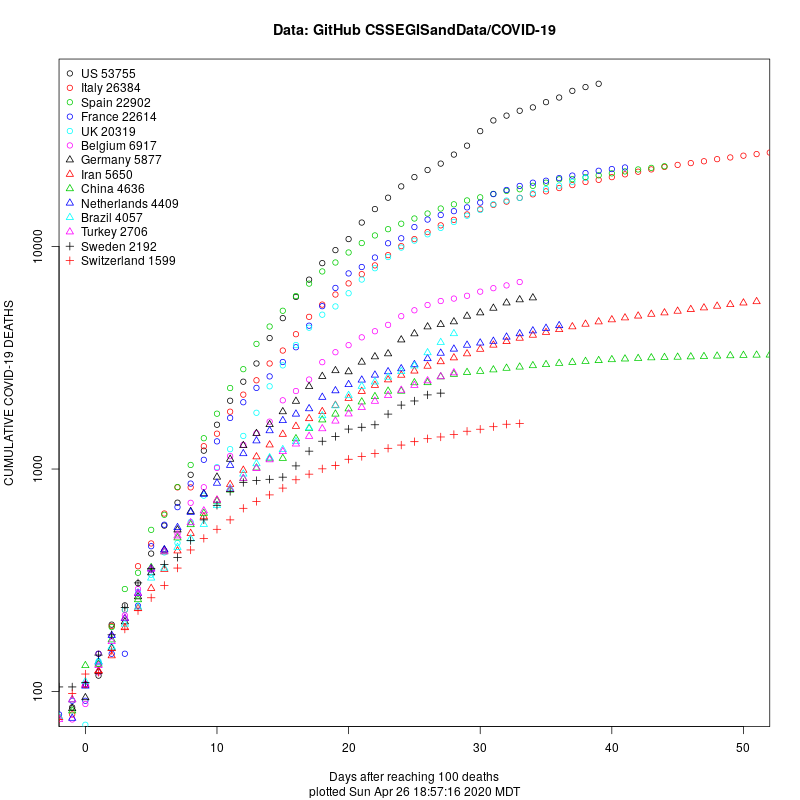 Data: GitHub CSSEGISandData/COVID-19
US 53755
Italy 26384
Spain 22902
France 22614
UK 20319
Belgium 6917
Germany 5877
Iran 5650
China 4636
Netherlands 4409
Brazil 4057
Turkey 2706
Sweden 2192
Switzerland 1599
CUMULATIVE COVID-19 DEATHS
10000
1000
100
0 10 20 30 40 50
Days after reaching 100 deaths
plotted Sun Apr 26 18:57:16 2020 MDT